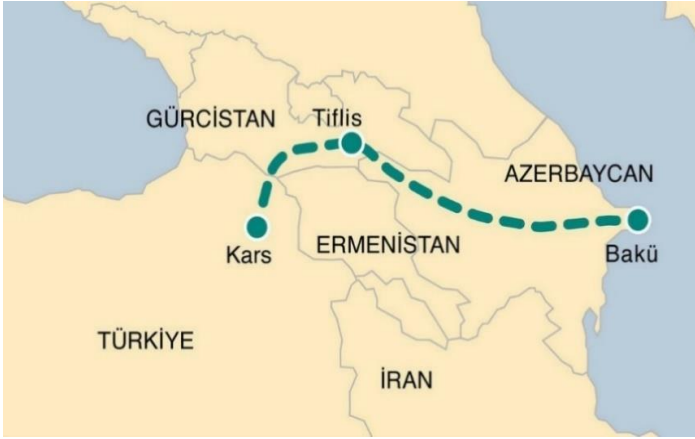 GÜRCİSTAN
Tiflis
AZERBAYCAN
Kars
ERMENİSTAN
Bakü
TÜRKİYE
İRAN